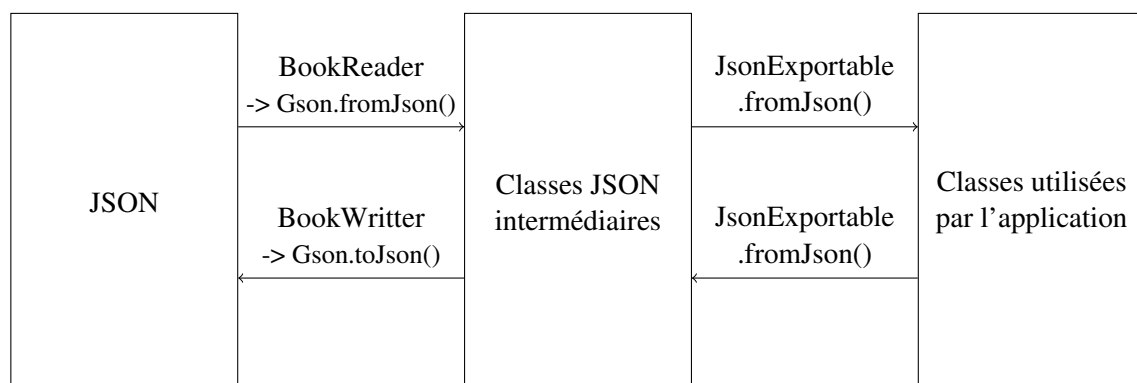 JSON
BookReader
-> Gson.fromJson()
BookWritter
-> Gson.toJson()
Classes JSON
intermédiaires
JsonExportable
.fromJson()
JsonExportable
.fromJson()
Classes utilisées
par l'application